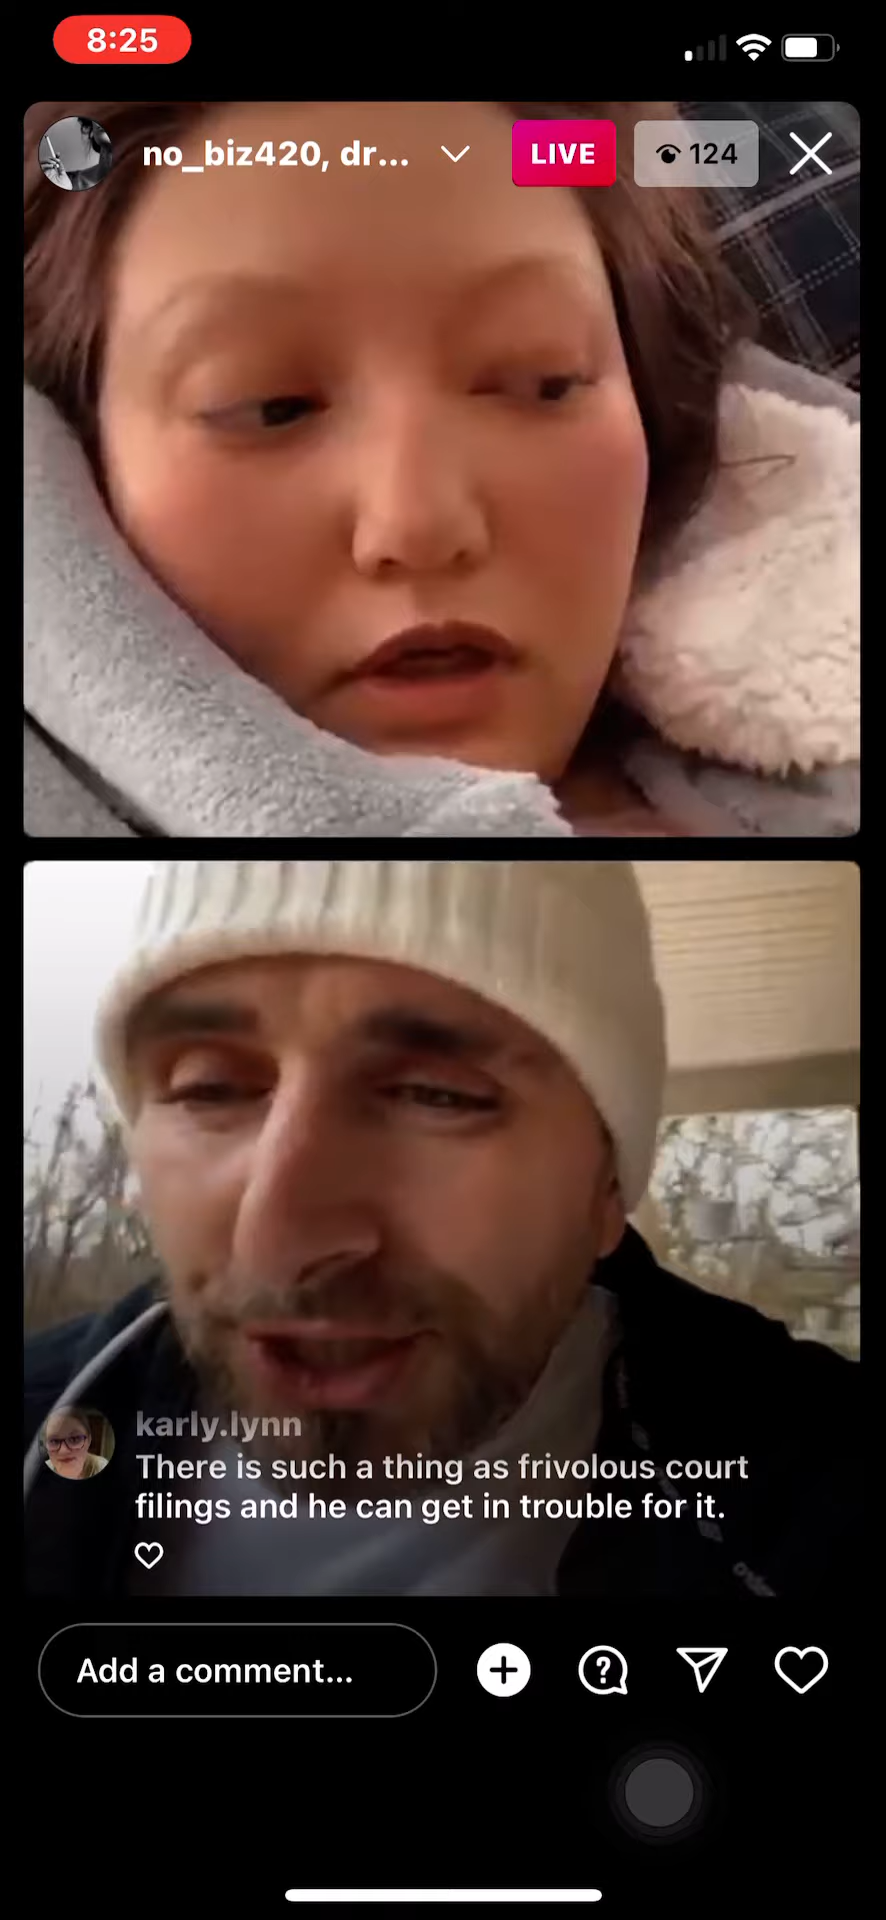 8:25
no_biz420, dr...
LIVE
124
karly.lynn
There is such a thing as frivolous court
filings and he can get in trouble for it.
Add a comment...